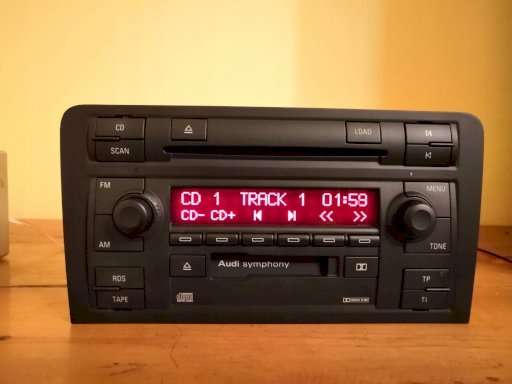 CD
SCAN
LOAD
FM
AM
CD 1 TRACK 1 01:59
CD- CD+
MENU
TONE
Audi symphony
RDS
TAPE
TP
TI